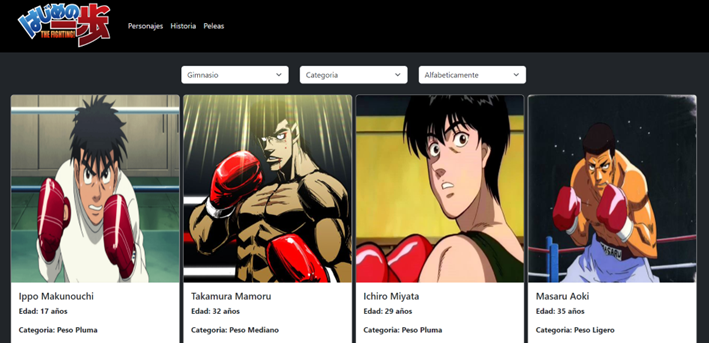 はじめの一歩
THE FIGHTING!
Personajes Historia Peleas
Gimnasio Categoria Alfabeticamente
Ippo Makunouchi Takamura Mamoru Ichiro Miyata Masaru Aoki
Edad: 17 años Edad: 32 años Edad: 29 años Edad: 35 años
Categoria: Peso Pluma Categoria: Peso Mediano Categoria: Peso Pluma Categoria: Peso Ligero